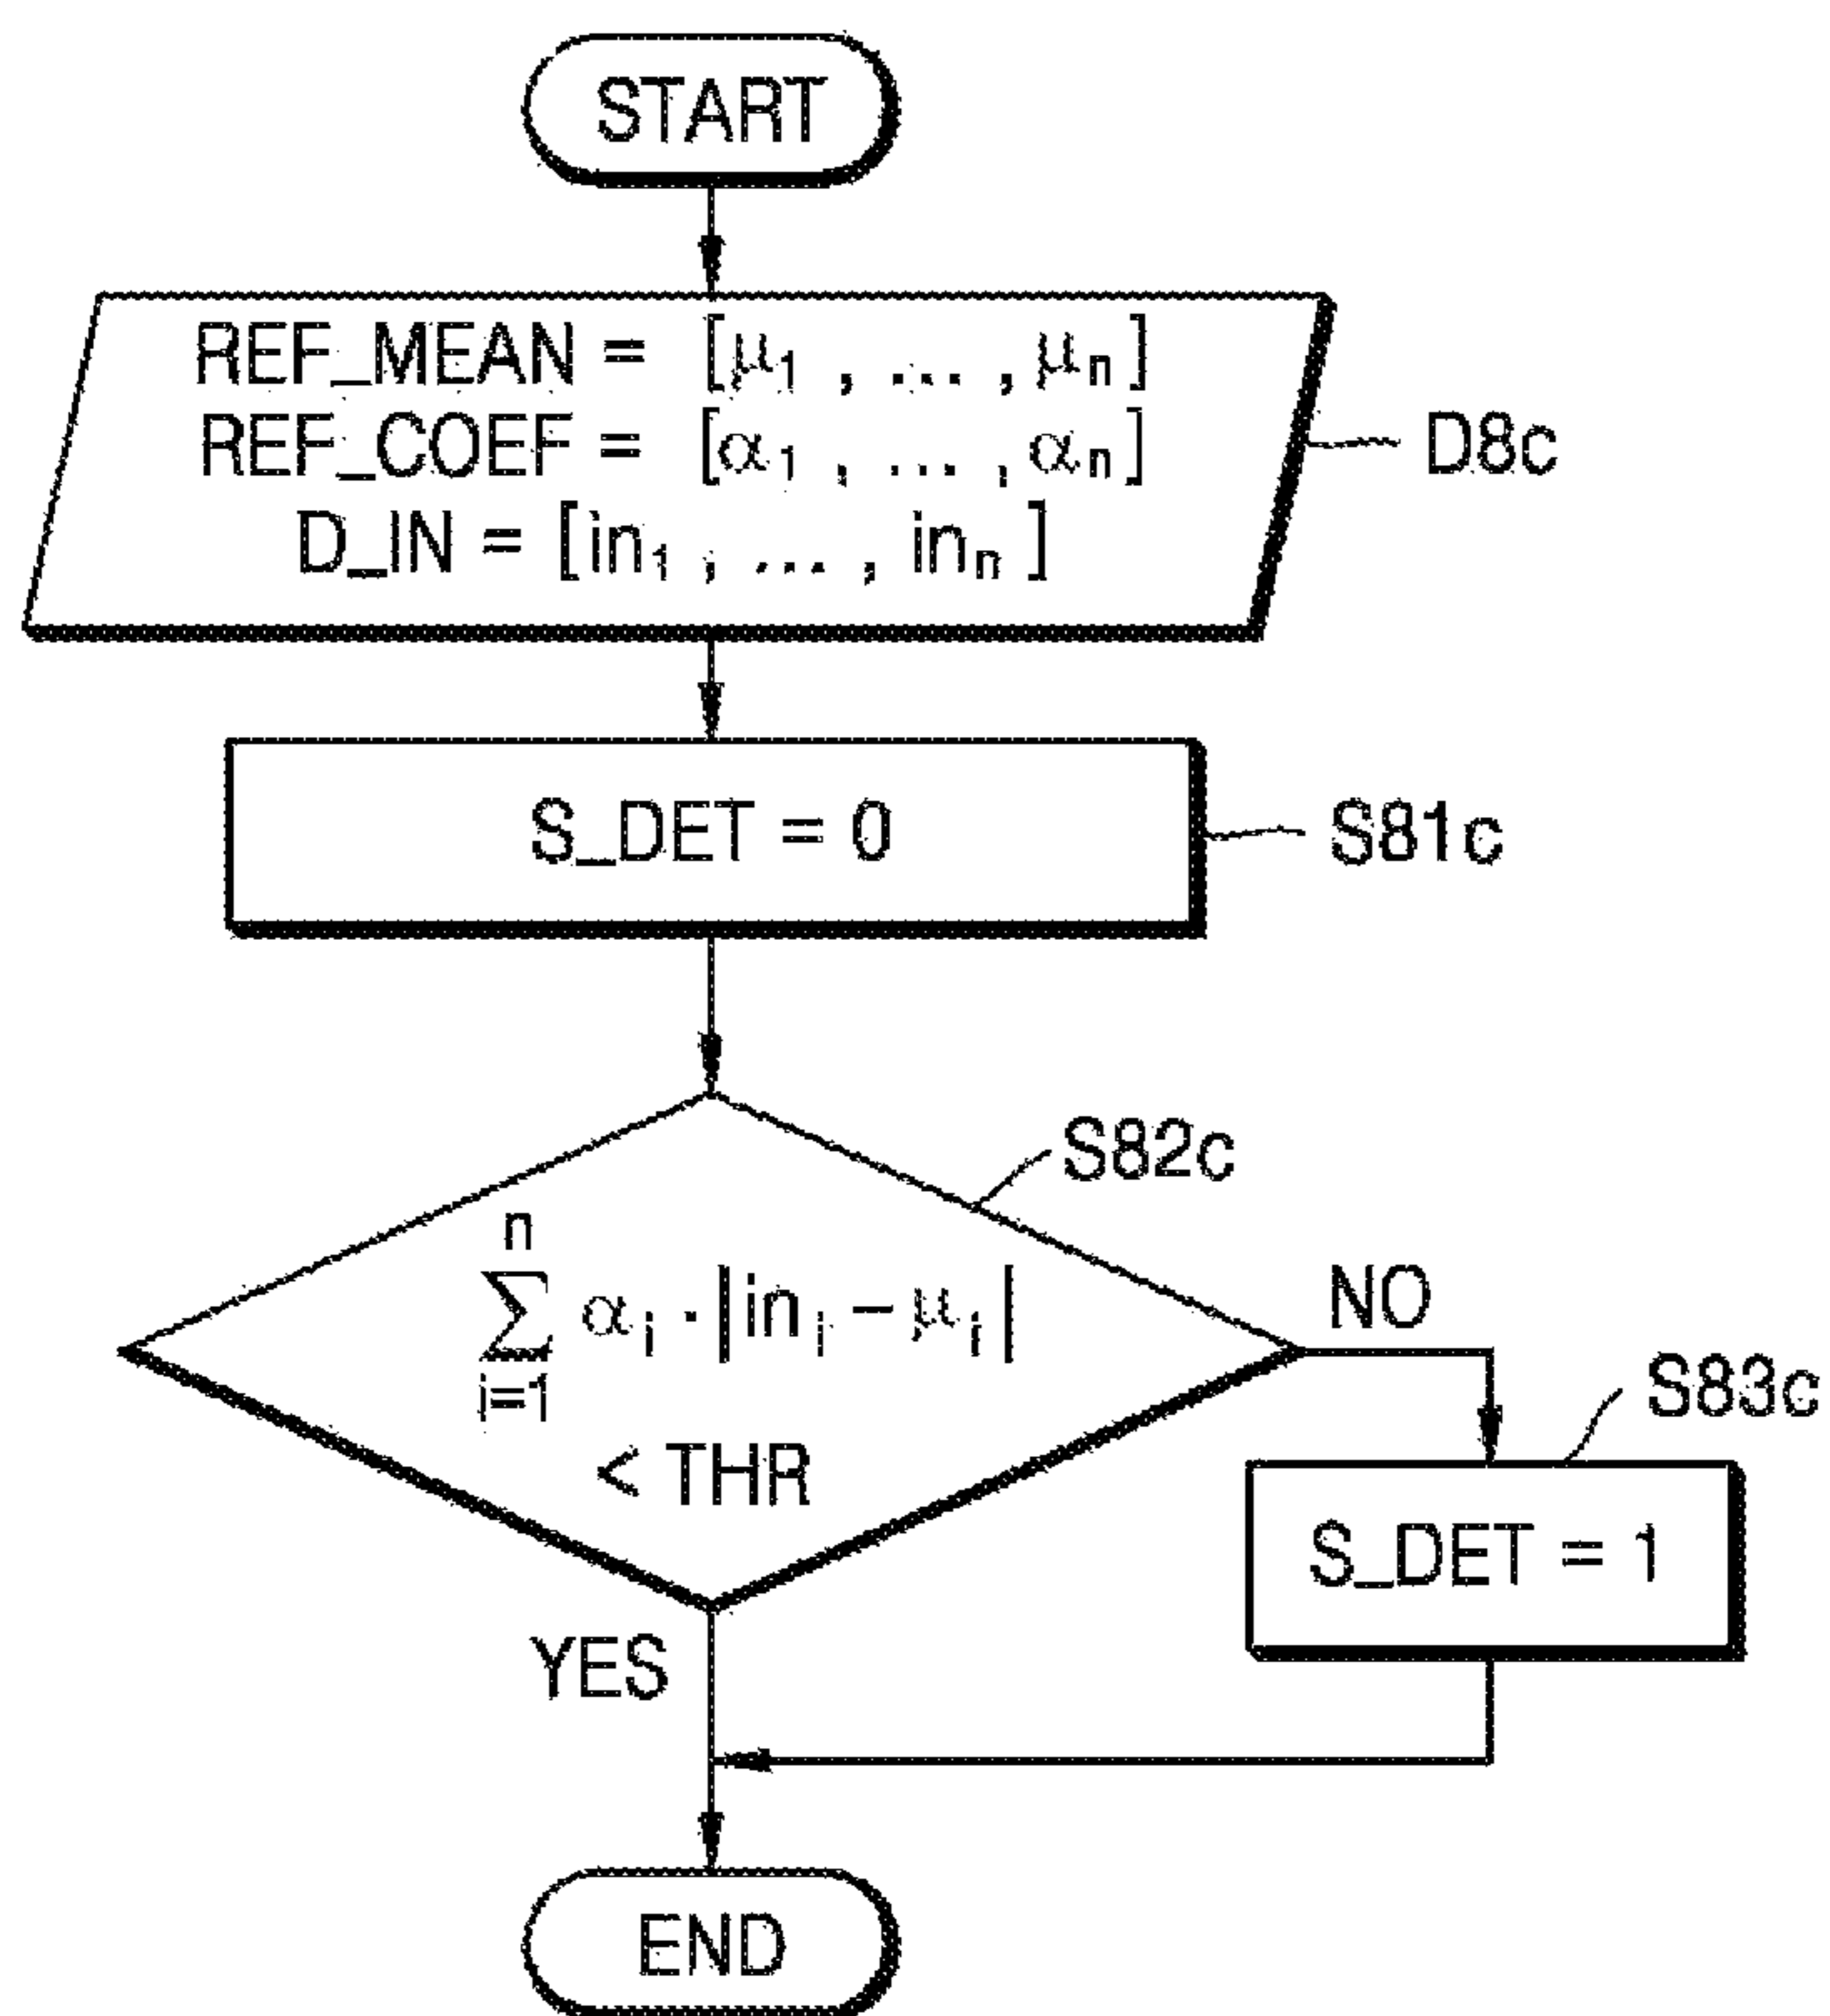 START
REF_MEAN = [μ₁ , ... , μₙ]
REF_COEF = [α₁ , ... , αₙ]
D_IN = [in₁ , ... , inₙ]
D8c
S_DET = 0
S81c
S82c
n
∑ αᵢ · |inᵢ − μᵢ|
i=1
< THR
NO
S83c
S_DET = 1
YES
END